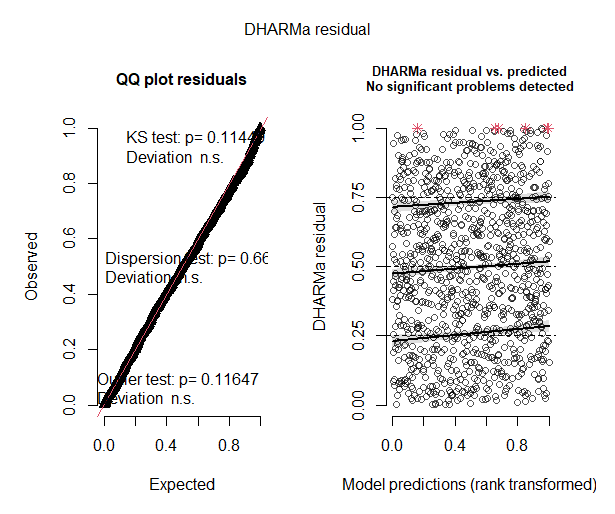 DHARMa residual
QQ plot residuals
KS test: p= 0.1144
Deviation n.s.
Dispersion test: p= 0.66
Deviation n.s.
Outlier test: p= 0.11647
Deviation n.s.
Observed
0.0 0.2 0.4 0.6 0.8 1.0
0.0 0.4 0.8
Expected
DHARMa residual vs. predicted
No significant problems detected
DHARMa residual
0.00 0.25 0.50 0.75 1.00
0.0 0.4 0.8
Model predictions (rank transformed)